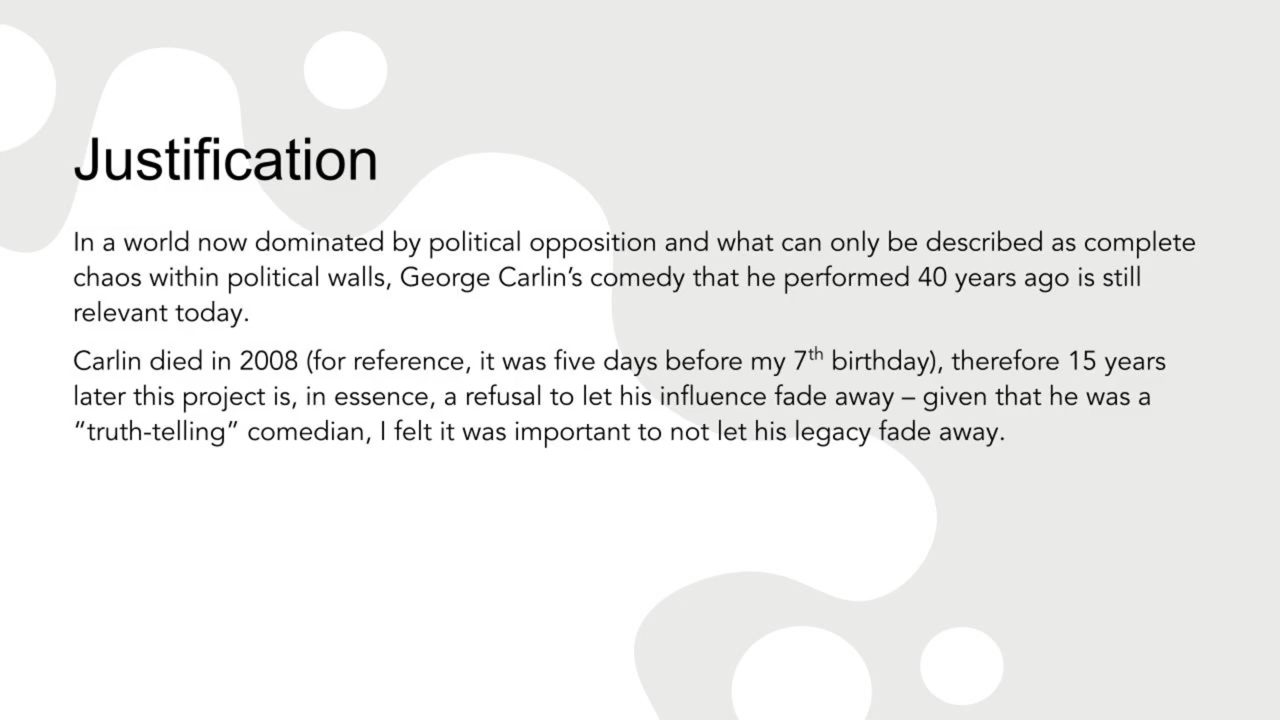 Justification
In a world now dominated by political opposition and what can only be described as complete
chaos within political walls, George Carlin’s comedy that he performed 40 years ago is still
relevant today.
Carlin died in 2008 (for reference, it was five days before my 7th birthday), therefore 15 years
later this project is, in essence, a refusal to let his influence fade away – given that he was a
“truth-telling” comedian, I felt it was important to not let his legacy fade away.